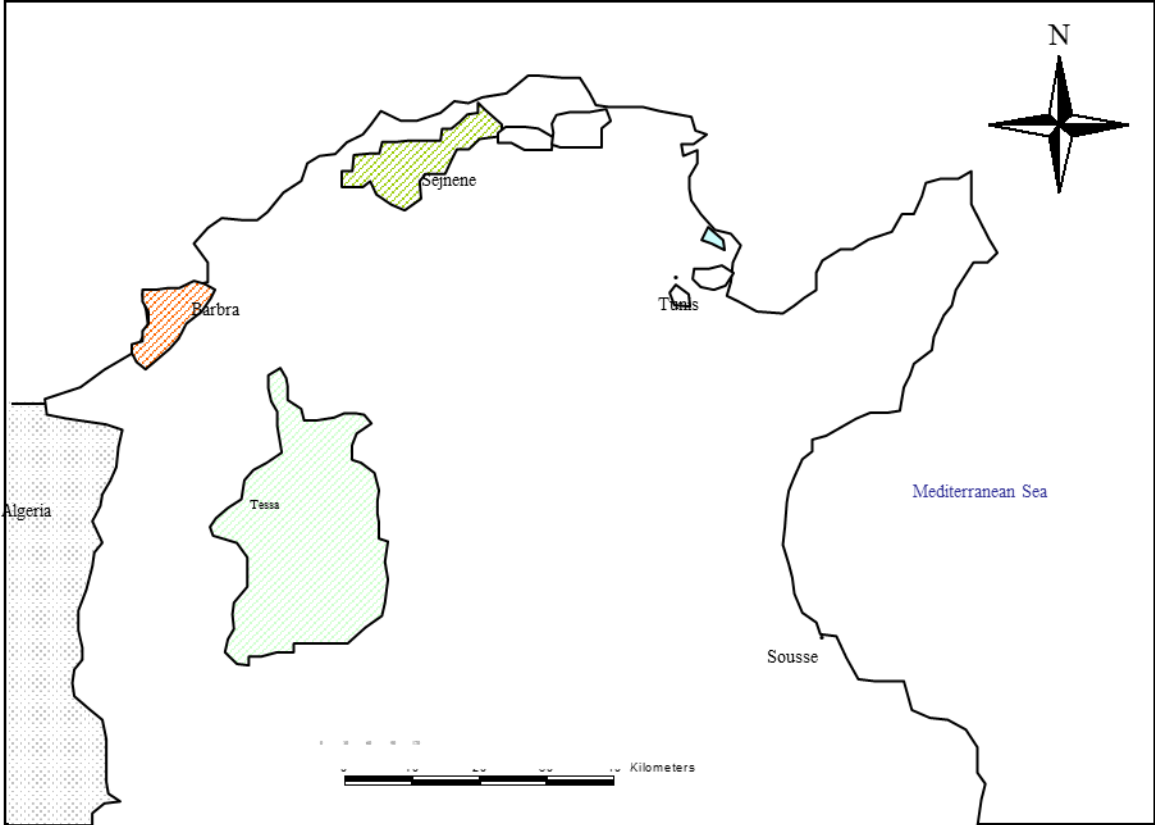 N
Sejnene
Barbra
Tunis
Mediterranean Sea
Tessa
Algeria
Sousse
Kilometers